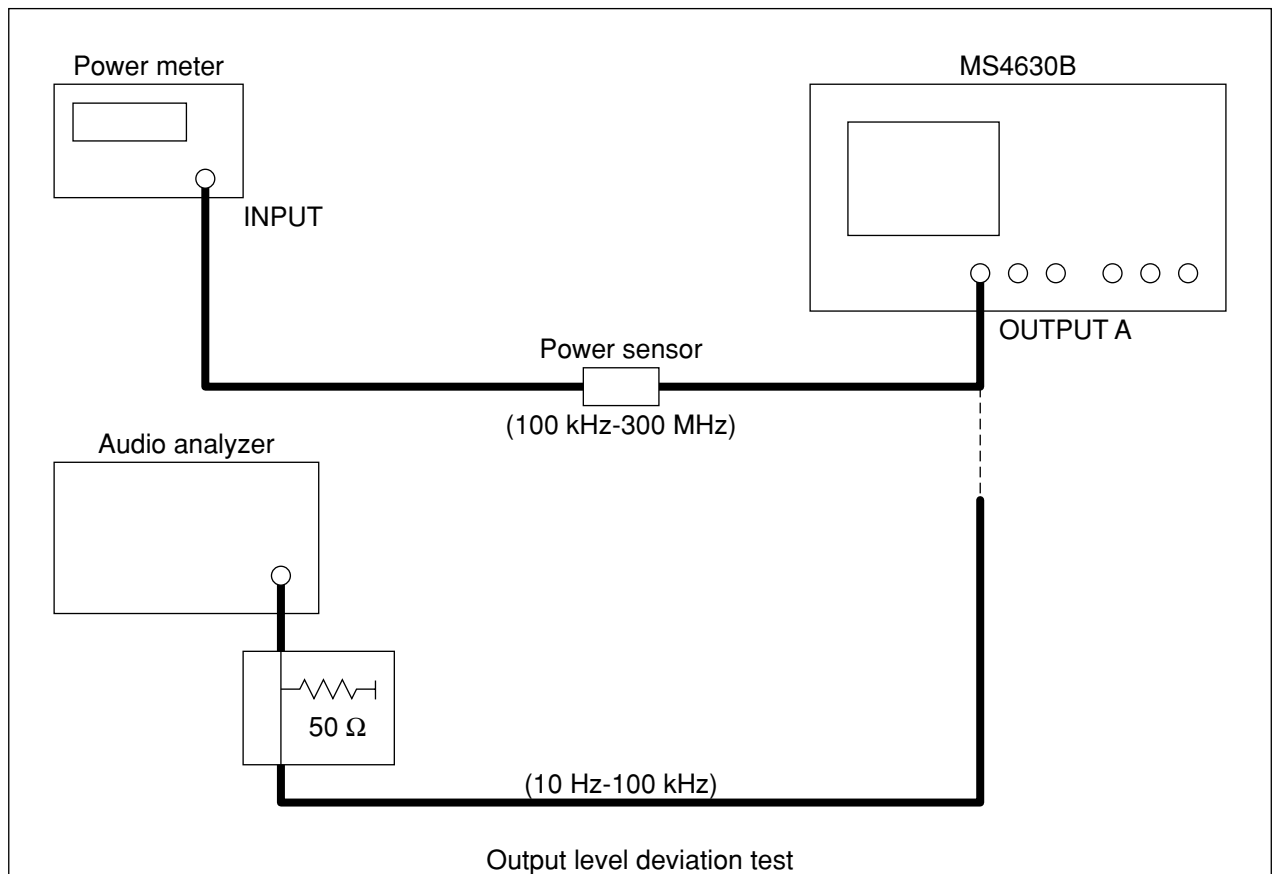 Power meter
MS4630B
INPUT
OUTPUT A
Power sensor
(100 kHz-300 MHz)
Audio analyzer
50 Ω
(10 Hz-100 kHz)
Output level deviation test